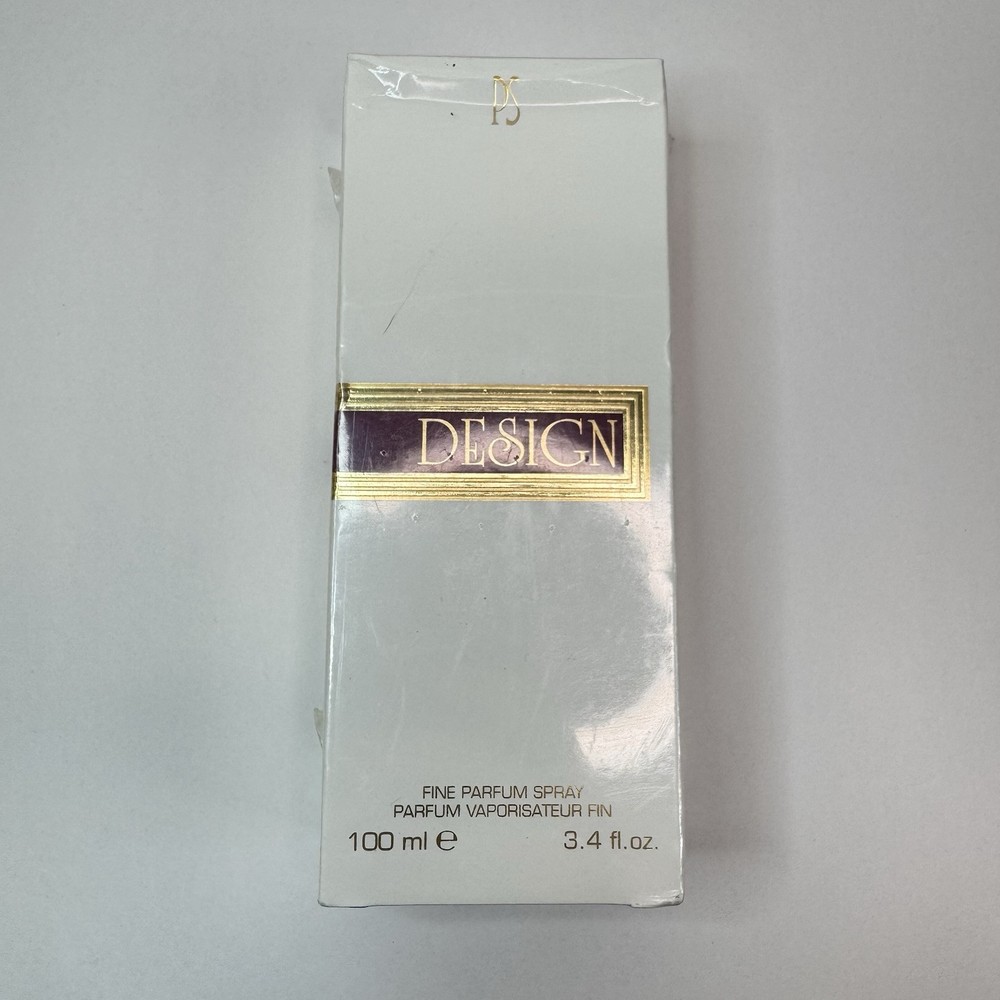 PS
DESIGN
FINE PARFUM SPRAY
PARFUM VAPORISATEUR FIN
100 ml ℮ 3.4 fl.oz.